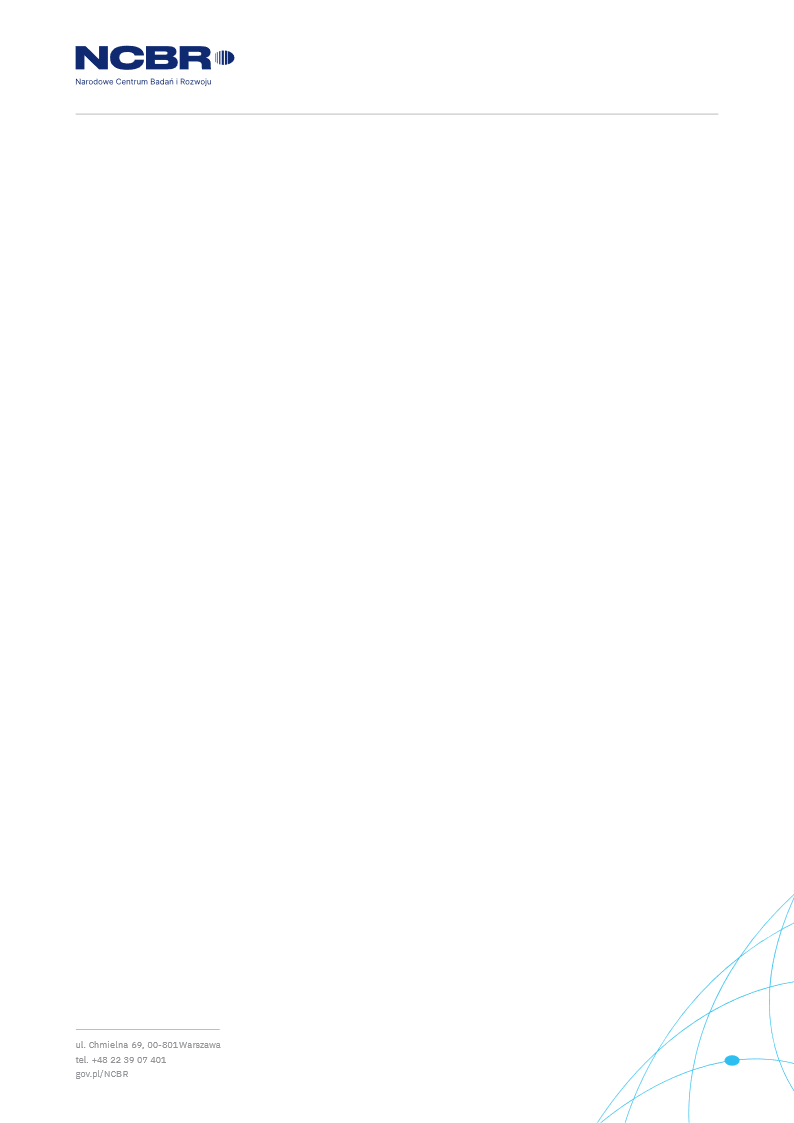 NCBR
Narodowe Centrum Badań i Rozwoju
ul. Chmielna 69, 00-801 Warszawa
tel. +48 22 39 07 401
gov.pl/NCBR